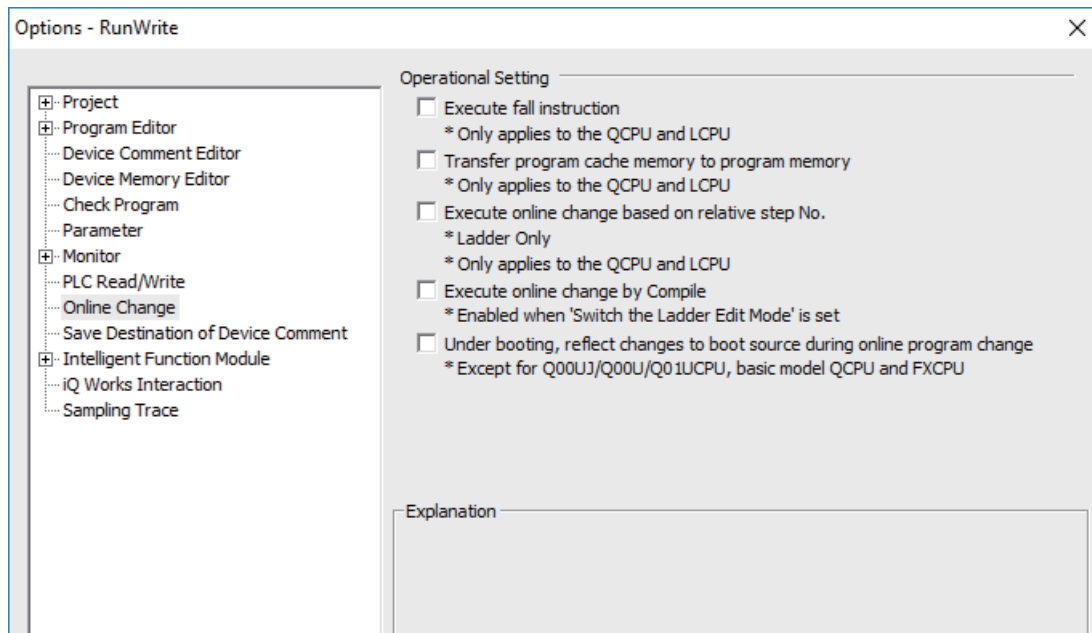 Options - RunWrite
Project
Program Editor
Device Comment Editor
Device Memory Editor
Check Program
Parameter
Monitor
PLC Read/Write
Online Change
Save Destination of Device Comment
Intelligent Function Module
iQ Works Interaction
Sampling Trace
Operational Setting
Execute fall instruction
* Only applies to the QCPU and LCPU
Transfer program cache memory to program memory
* Only applies to the QCPU and LCPU
Execute online change based on relative step No.
* Ladder Only
* Only applies to the QCPU and LCPU
Execute online change by Compile
* Enabled when 'Switch the Ladder Edit Mode' is set
Under booting, reflect changes to boot source during online program change
* Except for Q00UJ/Q00U/Q01UCPU, basic model QCPU and FXCPU
Explanation